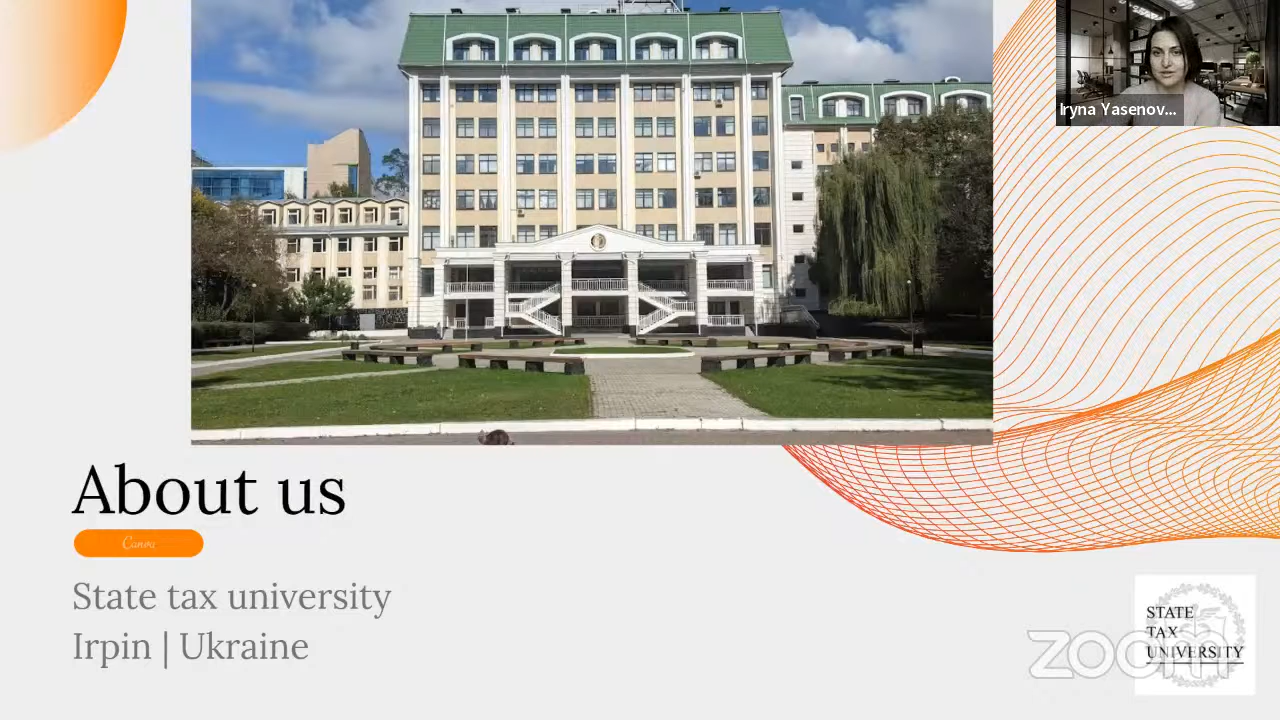 Iryna Yasenov...
About us
Canva
State tax university
Irpin | Ukraine
STATE
TAX
UNIVERSITY
zoom